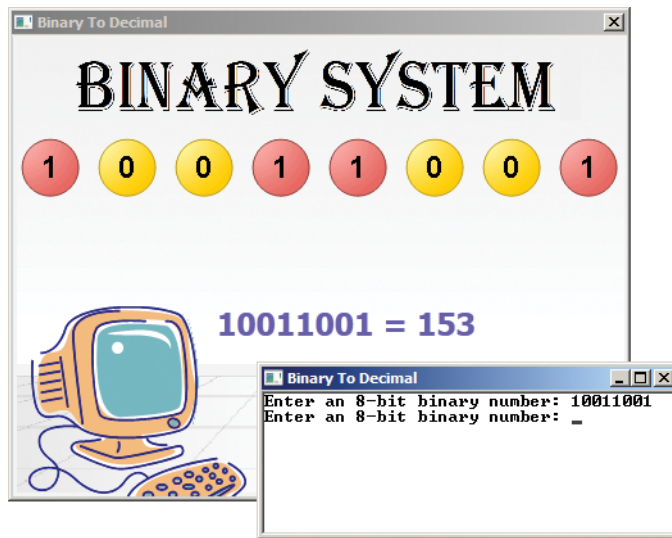 Binary To Decimal
BINARY SYSTEM
1 0 0 1 1 0 0 1
10011001 = 153
Binary To Decimal
Enter an 8-bit binary number: 10011001
Enter an 8-bit binary number: _